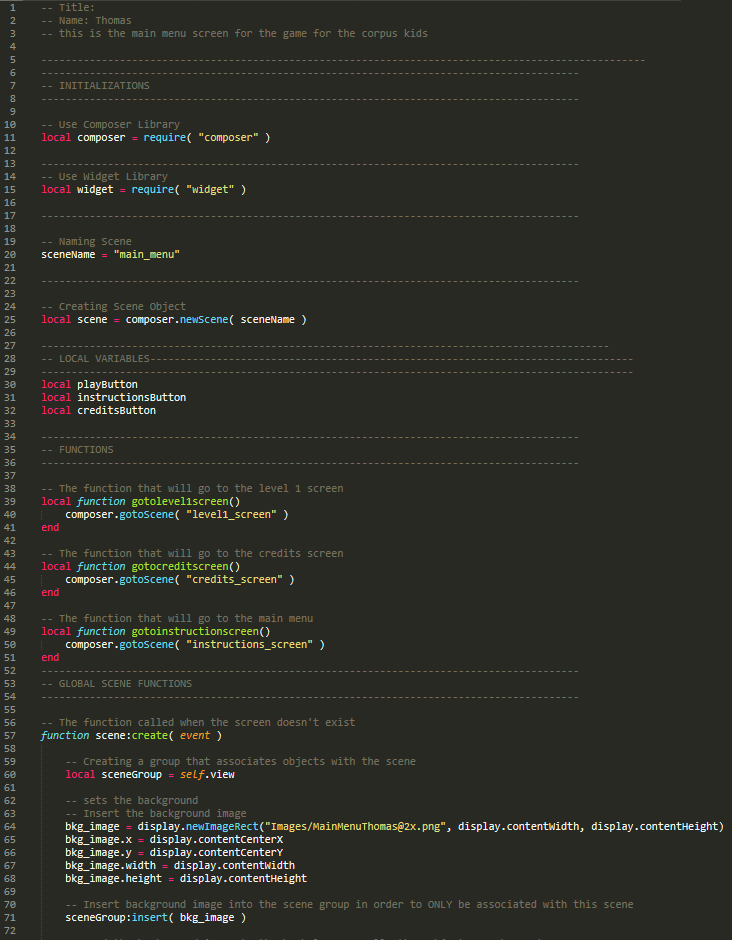 1 -- Title:
2 -- Name: Thomas
3 -- this is the main menu screen for the game for the corpus kids
4
5 -----------------------------------------------------------------------------------------------------
6 ------------------------------------------------------------------------------------------
7 -- INITIALIZATIONS
8 ------------------------------------------------------------------------------------------
9
10 -- Use Composer Library
11 local composer = require( "composer" )
12
13 ------------------------------------------------------------------------------------------
14 -- Use Widget Library
15 local widget = require( "widget" )
16
17 ------------------------------------------------------------------------------------------
18
19 -- Naming Scene
20 sceneName = "main_menu"
21
22 ------------------------------------------------------------------------------------------
23
24 -- Creating Scene Object
25 local scene = composer.newScene( sceneName )
26
27 -----------------------------------------------------------------------------------------------
28 -- LOCAL VARIABLES---------------------------------------------------------------------------------
29 ---------------------------------------------------------------------------------------------------
30 local playButton
31 local instructionsButton
32 local creditsButton
33
34 ------------------------------------------------------------------------------------------
35 -- FUNCTIONS
36 ------------------------------------------------------------------------------------------
37
38 -- The function that will go to the level 1 screen
39 local function gotolevel1screen()
40     composer.gotoScene( "level1_screen" )
41 end
42
43 -- The function that will go to the credits screen
44 local function gotocreditscreen()
45     composer.gotoScene( "credits_screen" )
46 end
47
48 -- The function that will go to the main menu
49 local function gotoinstructionscreen()
50     composer.gotoScene( "instructions_screen" )
51 end
52 ------------------------------------------------------------------------------------------
53 -- GLOBAL SCENE FUNCTIONS
54 ------------------------------------------------------------------------------------------
55
56 -- The function called when the screen doesn't exist
57 function scene:create( event )
58
59     -- Creating a group that associates objects with the scene
60     local sceneGroup = self.view
61
62     -- sets the background
63     -- Insert the background image
64     bkg_image = display.newImageRect("Images/MainMenuThomas@2x.png", display.contentWidth, display.contentHeight)
65     bkg_image.x = display.contentCenterX
66     bkg_image.y = display.contentCenterY
67     bkg_image.width = display.contentWidth
68     bkg_image.height = display.contentHeight
69
70     -- Insert background image into the scene group in order to ONLY be associated with this scene
71     sceneGroup:insert( bkg_image )
72